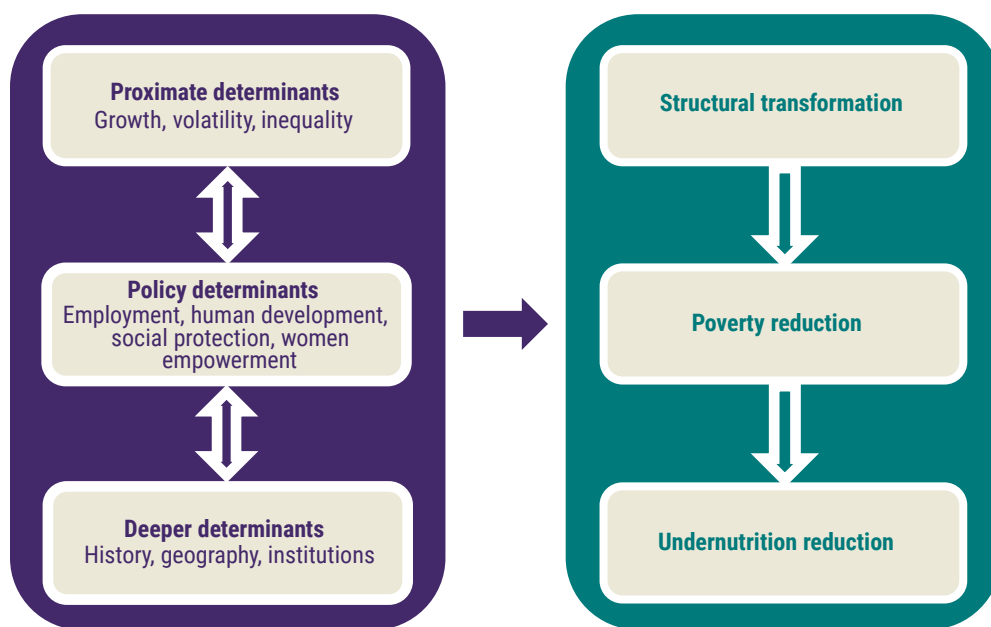 Proximate determinants
Growth, volatility, inequality
Policy determinants
Employment, human development,
social protection, women
empowerment
Deeper determinants
History, geography, institutions
Structural transformation
Poverty reduction
Undernutrition reduction